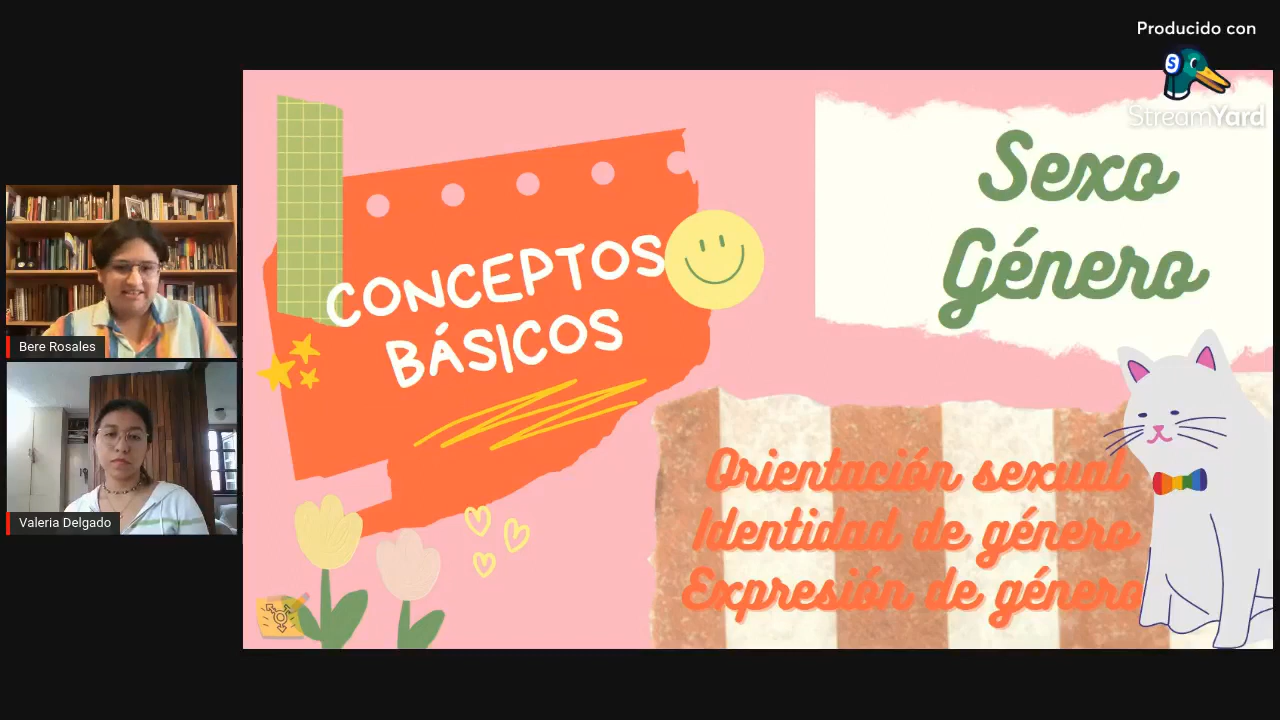 Producido con
StreamYard
CONCEPTOS
BÁSICOS
Sexo
Género
Orientación sexual
Identidad de género
Expresión de género
Bere Rosales
Valeria Delgado